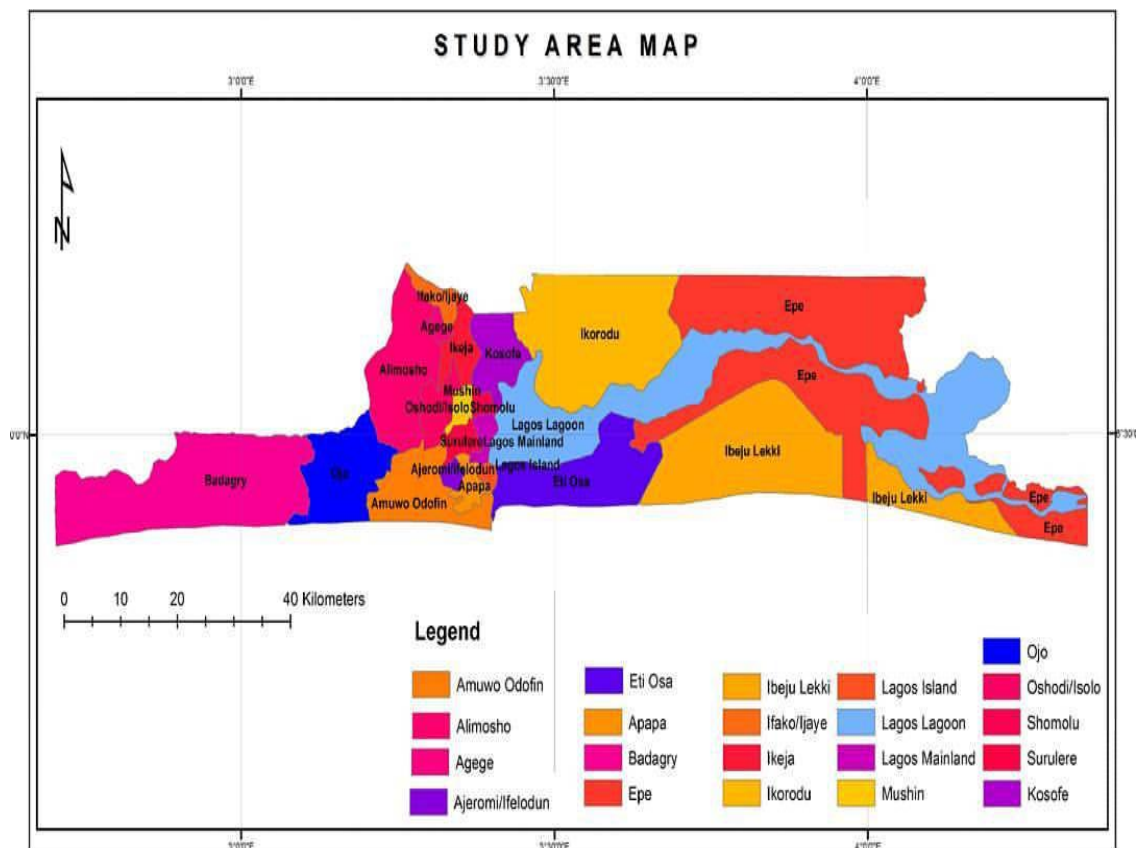 STUDY AREA MAP
3°0'0"E 3°30'0"E 4°0'0"E
N
Ifako/Ijaye
Epe
Agege
Ikorodu
Ikeja
Kosofe
Alimosho
Epe
Mushin
Oshodi/Isolo Shomolu
Lagos Lagoon
Surulere Lagos Mainland
Ibeju Lekki
Ajeromi/Ifelodun Lagos Island
Ojo
Badagry
Apapa
Eti Osa
Amuwo Odofin
Ibeju Lekki
Epe
Epe
0 10 20 40 Kilometers
Legend
Amuwo Odofin
Alimosho
Agege
Ajeromi/Ifelodun
Eti Osa
Apapa
Badagry
Epe
Ibeju Lekki
Ifako/Ijaye
Ikeja
Ikorodu
Lagos Island
Lagos Lagoon
Lagos Mainland
Mushin
Ojo
Oshodi/Isolo
Shomolu
Surulere
Kosofe